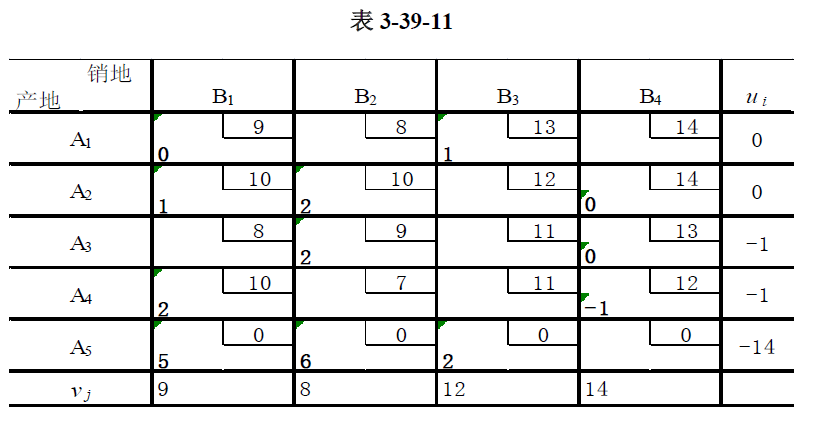 表 3-39-11
销地
产地 B1 B2 B3 B4 u i
9 8 13 14
A1 0
0 1
10 10 12 14
A2 0
1 2 0
8 9 11 13
A3 -1
2 0
10 7 11 12
A4 -1
2 -1
0 0 0 0
A5 -14
5 6 2
v j 9 8 12 14